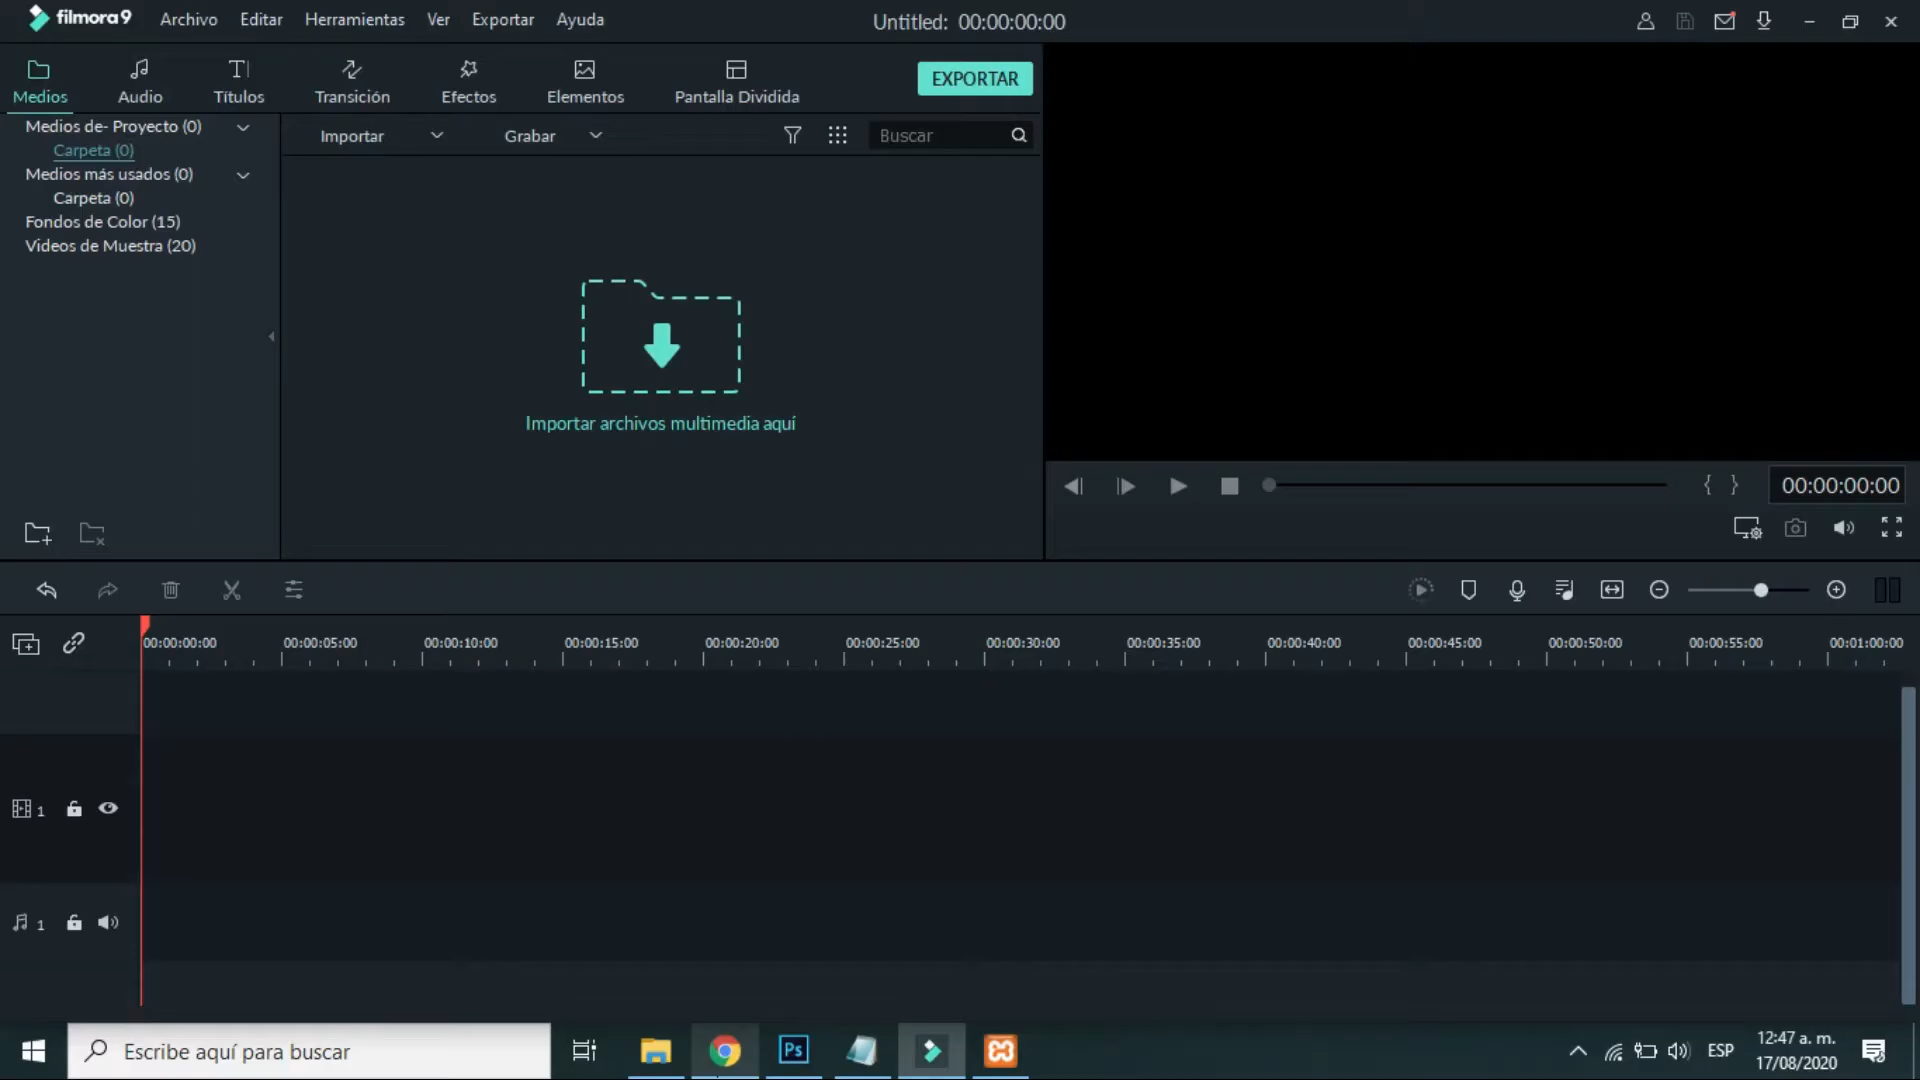 filmora9 Archivo Editar Herramientas Ver Exportar Ayuda Untitled: 00:00:00:00
Medios Audio Títulos Transición Efectos Elementos Pantalla Dividida EXPORTAR
Medios de- Proyecto (0)
Carpeta (0)
Medios más usados (0)
Carpeta (0)
Fondos de Color (15)
Videos de Muestra (20)
Importar Grabar Buscar
Importar archivos multimedia aquí
{ } 00:00:00:00
00:00:00:00 00:00:05:00 00:00:10:00 00:00:15:00 00:00:20:00 00:00:25:00 00:00:30:00 00:00:35:00 00:00:40:00 00:00:45:00 00:00:50:00 00:00:55:00 00:01:00:00
1
1
Escribe aquí para buscar
Ps
ESP
12:47 a. m.
17/08/2020